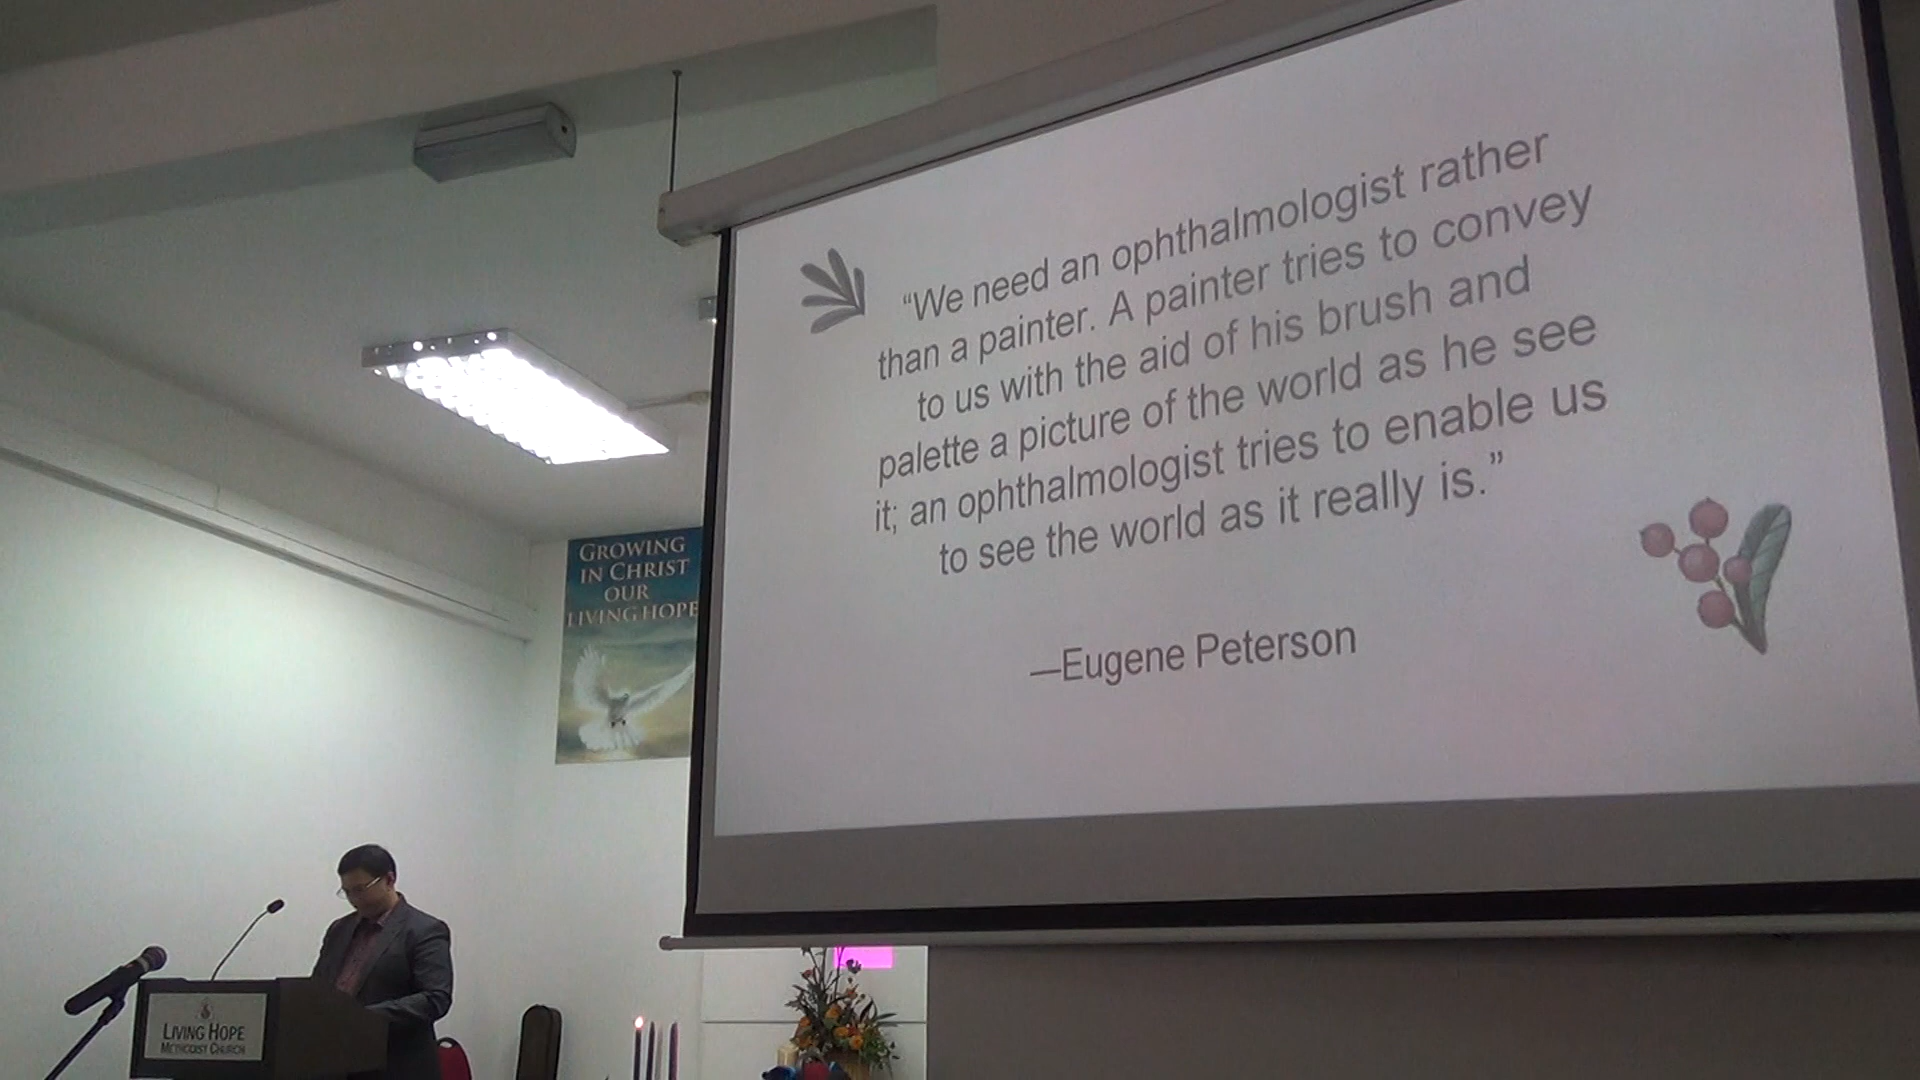 “We need an ophthalmologist rather
than a painter. A painter tries to convey
to us with the aid of his brush and
palette a picture of the world as he see
it; an ophthalmologist tries to enable us
to see the world as it really is.”
—Eugene Peterson
GROWING
IN CHRIST
OUR
LIVING HOPE
LIVING HOPE
METHODIST CHURCH